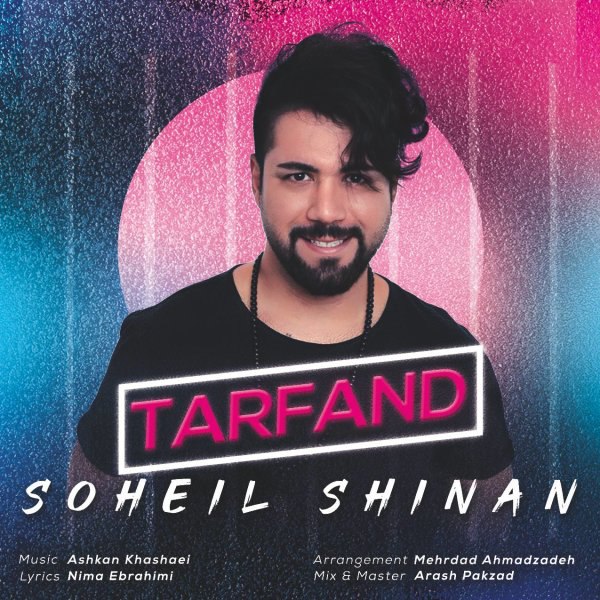 TARFAND
SOHEIL SHINAN
Music Ashkan Khashaei
Lyrics Nima Ebrahimi
Arrangement Mehrdad Ahmadzadeh
Mix & Master Arash Pakzad